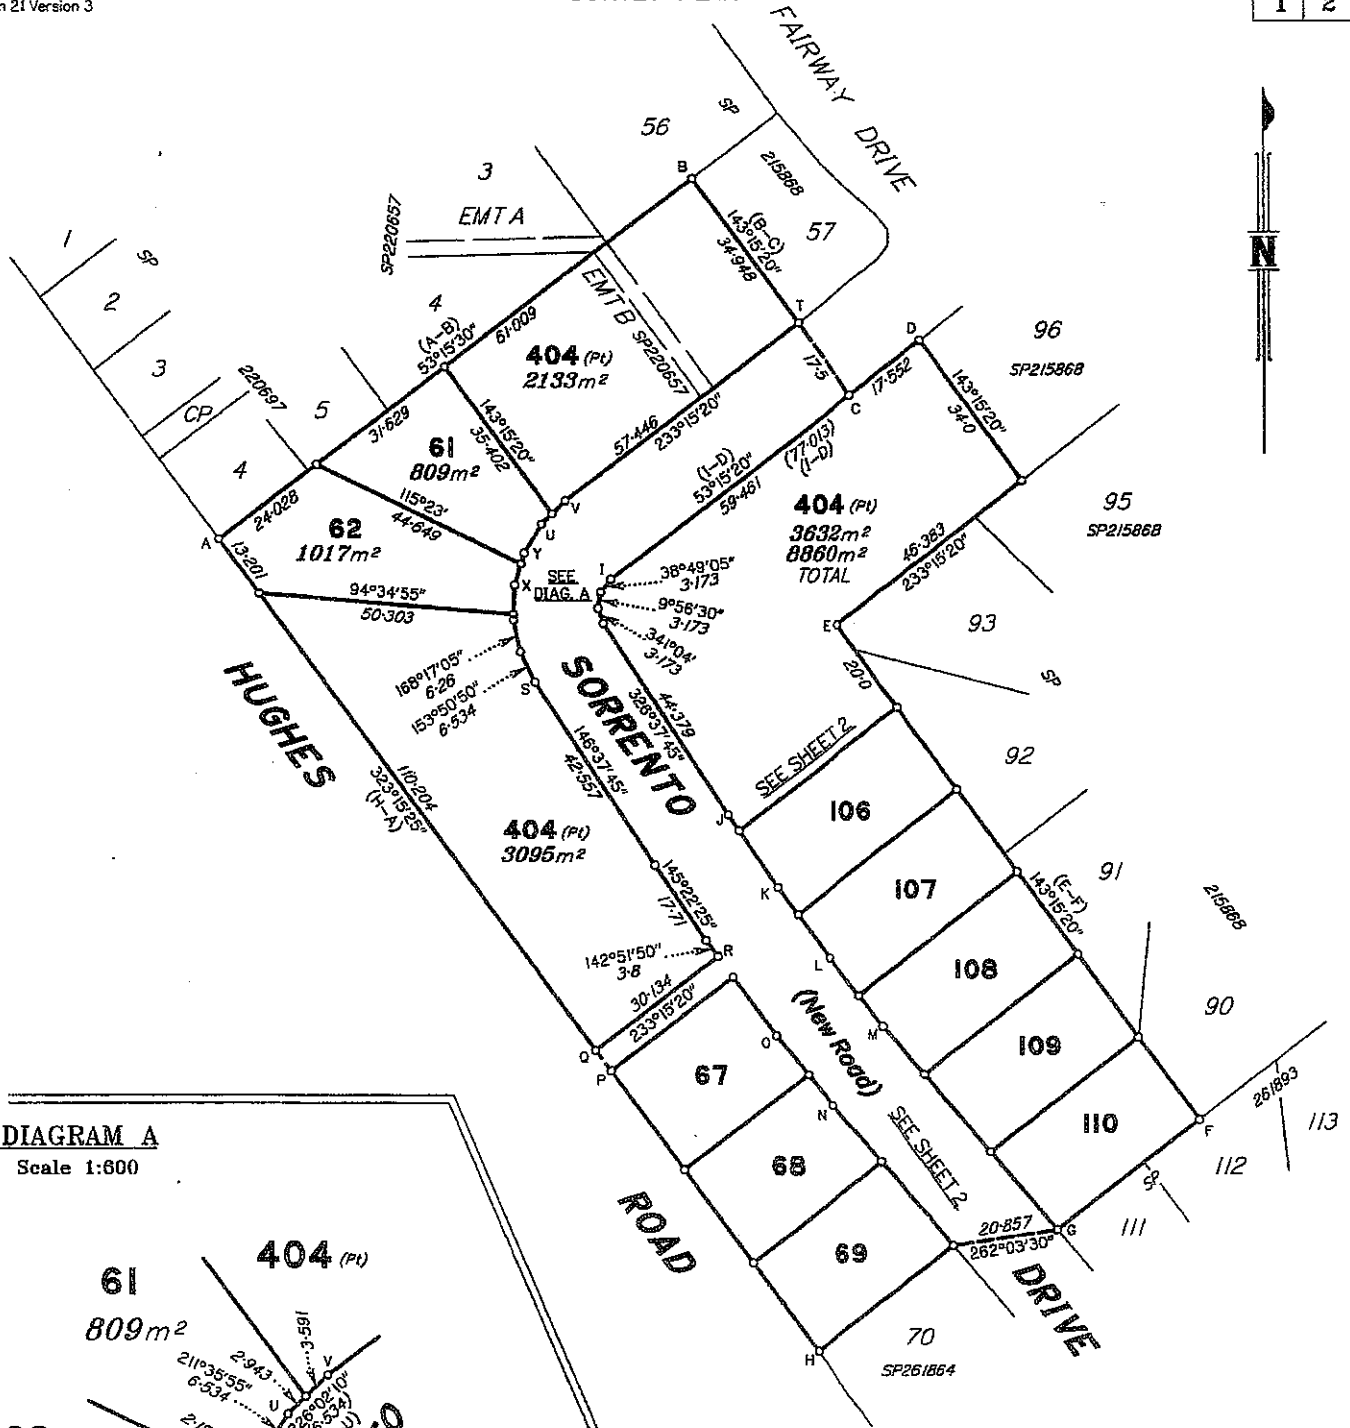 n 21 Version 3
1 2
FAIRWAY DRIVE
N
56
SP
215868
57
B
(B-C)
143°15'20"
34·948
3
EMT A
SP220657
EMT B SP220657
1
SP
2
3
CP
220697
4
5
4
(A-B)
53°15'30"
61·009
31·629
24·028
404 (Pt)
2133m²
T
17·5
C
D
17·552
96
SP215868
143°15'20"
34·0
143°15'20"
35·402
61
809m²
57·446
233°15'20"
115°23'
44·649
62
1017m²
A
13·201
94°34'55"
50·303
V
U
Y
X
SEE
DIAG. A
I
(I-D)
53°15'20"
59·461
(77·013)
(I-D)
404 (Pt)
3632m²
8860m²
TOTAL
46·383
233°15'20"
95
SP215868
38°49'05"
3·173
9°56'30"
3·173
341°04'
3·173
E
93
SP
20·0
168°17'05"
6·26
153°50'50"
6·534
S
SORRENTO
44·379
326°37'45"
146°37'45"
42·557
HUGHES
110·204
323°15'25"
(H-A)
404 (Pt)
3095m²
SEE SHEET 2
92
106
J
K
107
91
(E-F)
143°15'20"
215868
145°22'25"
17·71
142°51'50"
3·8
R
30·134
233°15'20"
L
108
90
(New Road)
M
Q
P
O
67
109
N
110
F
261893
113
112
SP
111
68
SEE SHEET 2
20·857
262°03'30"
G
ROAD
69
DRIVE
H
70
SP261864
DIAGRAM A
Scale 1:600
61
809m²
404 (Pt)
3·591
V
2·943
211°35'55"
6·534
U